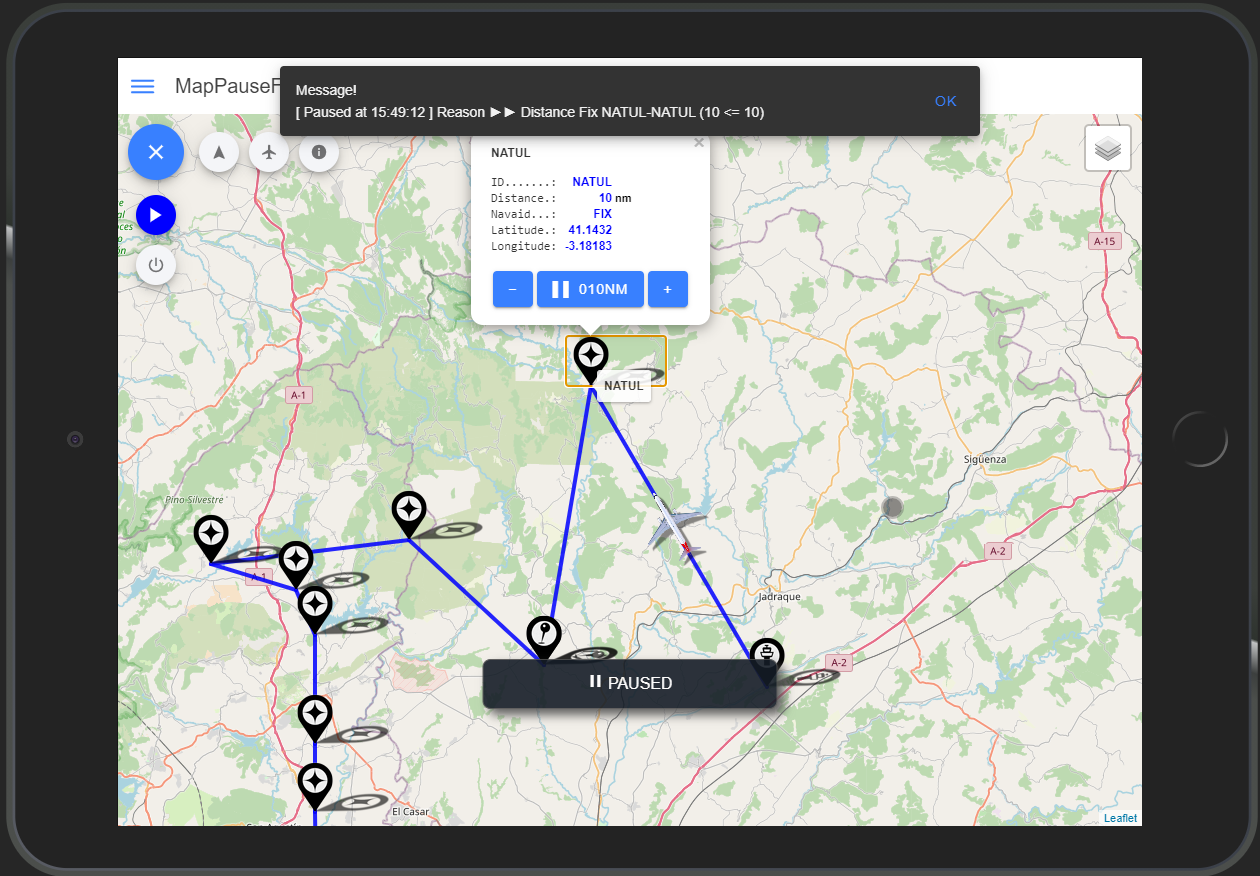 MapPauseF
Message!
[ Paused at 15:49:12 ] Reason ►► Distance Fix NATUL-NATUL (10 <= 10)
OK
×
NATUL
ID.......: NATUL
Distance.: 10 nm
Navaid...: FIX
Latitude.: 41.1432
Longitude: -3.18183
− 010NM +
A-15
NATUL
A-1
Sigüenza
Pino Silvestre
A-2
A-1
Jadraque
A-2
PAUSED
El Casar
Leaflet